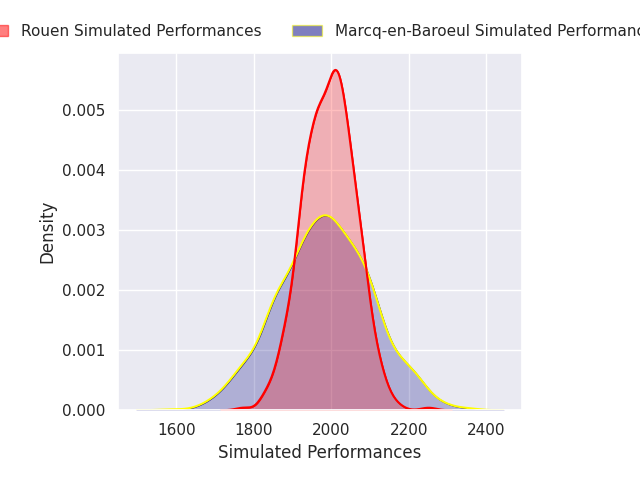 Rouen Simulated Performances Marcq-en-Baroeul Simulated
0.005
0.004
0.003
0.002
0.001
0.000
Density
1600 1800 2000 2200 2400
Simulated Performances